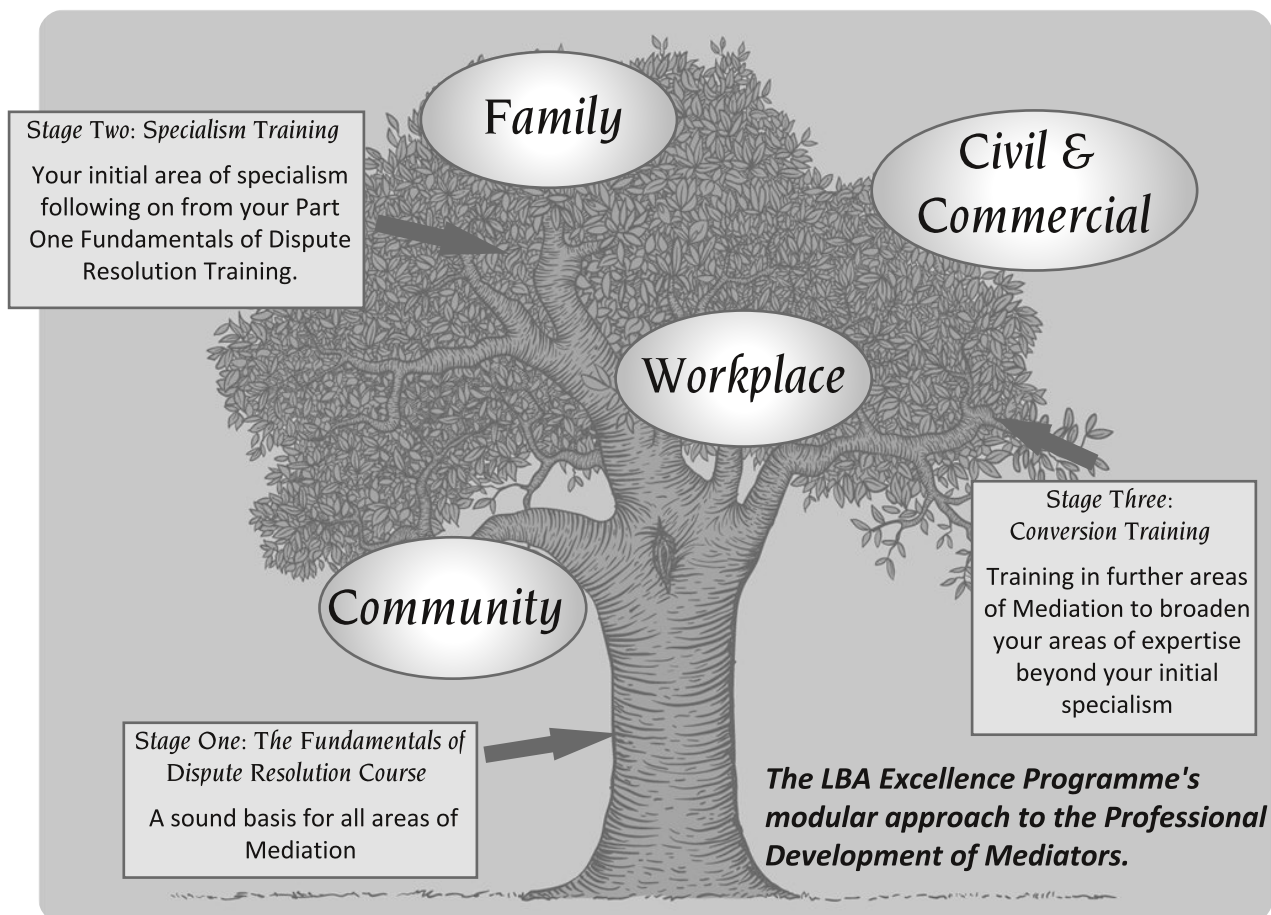 Family
Civil &
Commercial
Stage Two: Specialism Training
Your initial area of specialism
following on from your Part
One Fundamentals of Dispute
Resolution Training.
Workplace
Community
Stage Three:
Conversion Training
Training in further areas
of Mediation to broaden
your areas of expertise
beyond your initial
specialism
Stage One: The Fundamentals of
Dispute Resolution Course
A sound basis for all areas of
Mediation
The LBA Excellence Programme's
modular approach to the Professional
Development of Mediators.